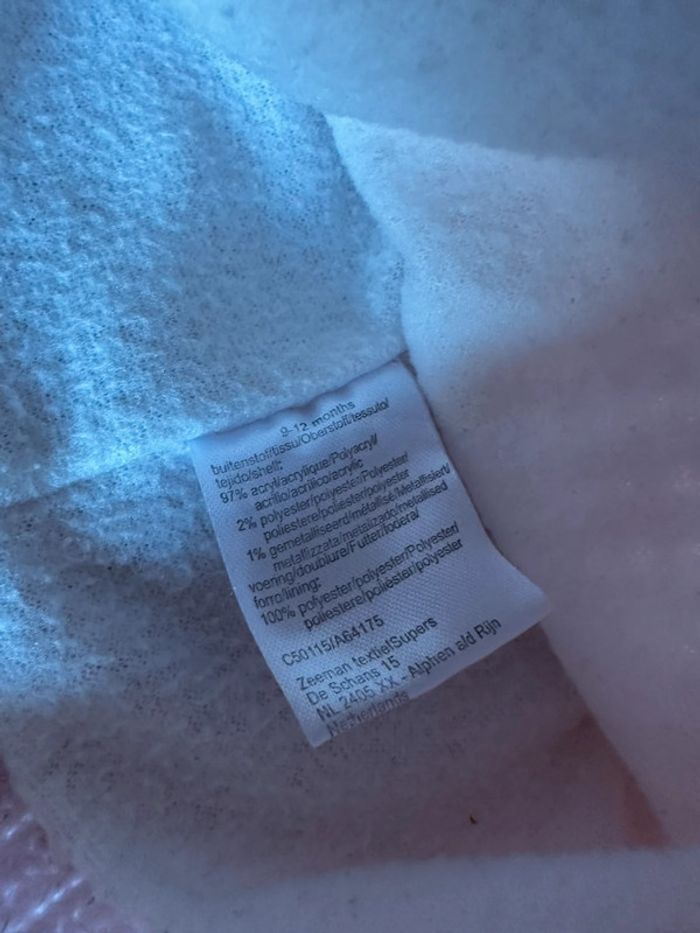 9-12 months
buitenstof/tissu/Oberstoff/tessuto/
tejido/shell:
97% acryl/acrylique/Polyacryl/
acrilico/acrílico/acrylic
2% polyester/polyester/Polyester/
poliestere/poliéster/polyester
1% gemetalliseerd/métallisé/Metallisiert/
metallizzata/metalizado/metallised
voering/doublure/Futter/fodera/
forro/lining:
100% polyester/polyester/Polyester/
poliestere/poliéster/polyester
C50115/A64175
Zeeman textielSupers
De Schans 15
NL 2405 XX - Alphen a/d Rijn
Netherlands